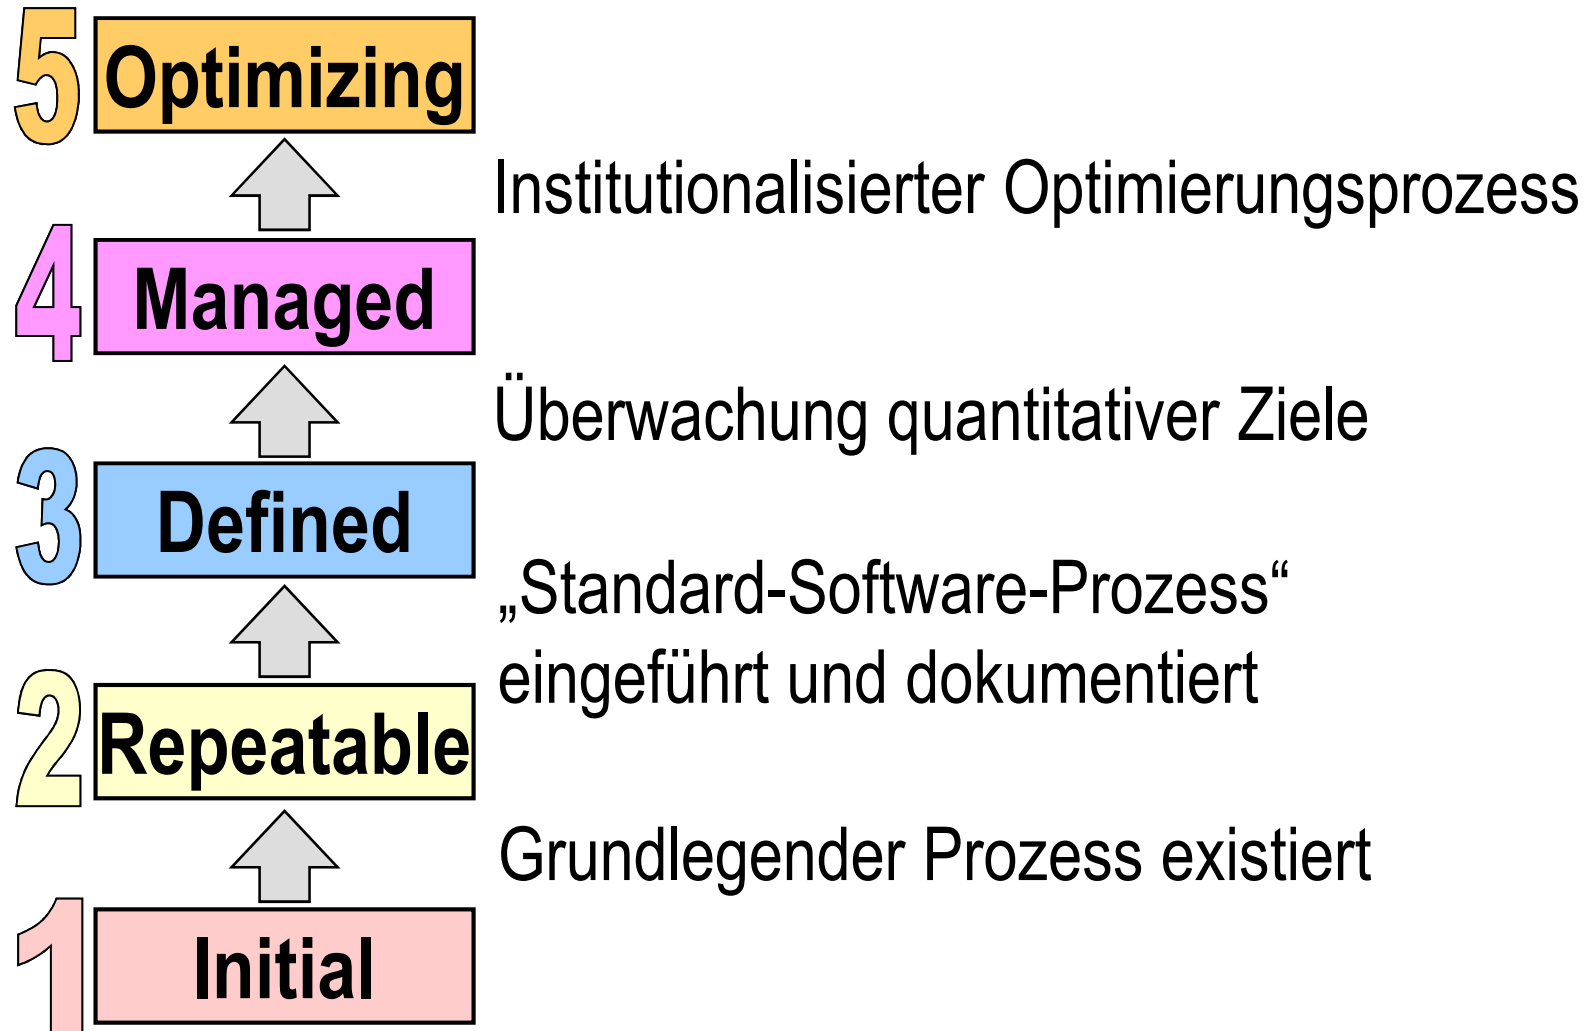 5 Optimizing
Institutionalisierter Optimierungsprozess
4 Managed
Überwachung quantitativer Ziele
3 Defined
„Standard-Software-Prozess“
eingeführt und dokumentiert
2 Repeatable
Grundlegender Prozess existiert
1 Initial